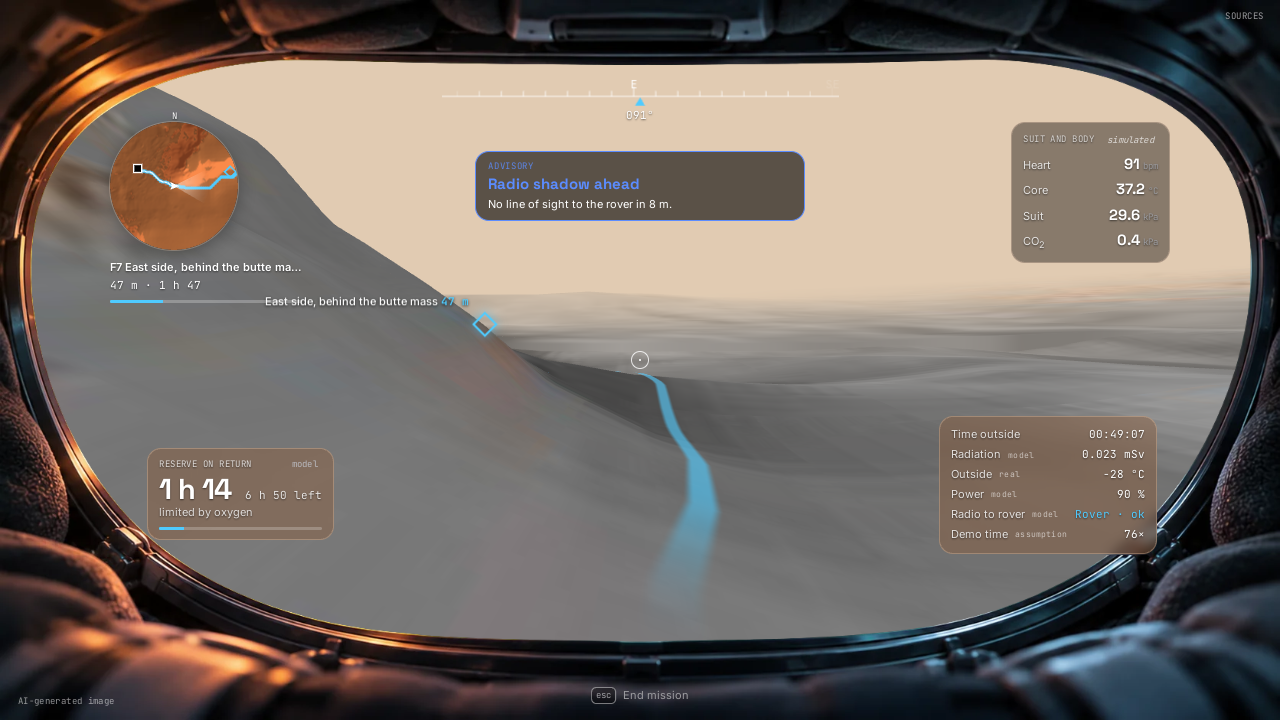 SOURCES
E
091°
N
ADVISORY
Radio shadow ahead
No line of sight to the rover in 8 m.
SUIT AND BODY simulated
Heart 91 bpm
Core 37.2 °C
Suit 29.6 kPa
CO2 0.4 kPa
F7 East side, behind the butte ma...
47 m · 1 h 47
East side, behind the butte mass 47 m
RESERVE ON RETURN model
1 h 14 6 h 50 left
limited by oxygen
Time outside 00:49:07
Radiation model 0.023 mSv
Outside real -28 °C
Power model 90 %
Radio to rover model Rover · ok
Demo time assumption 76×
esc End mission
AI-generated image